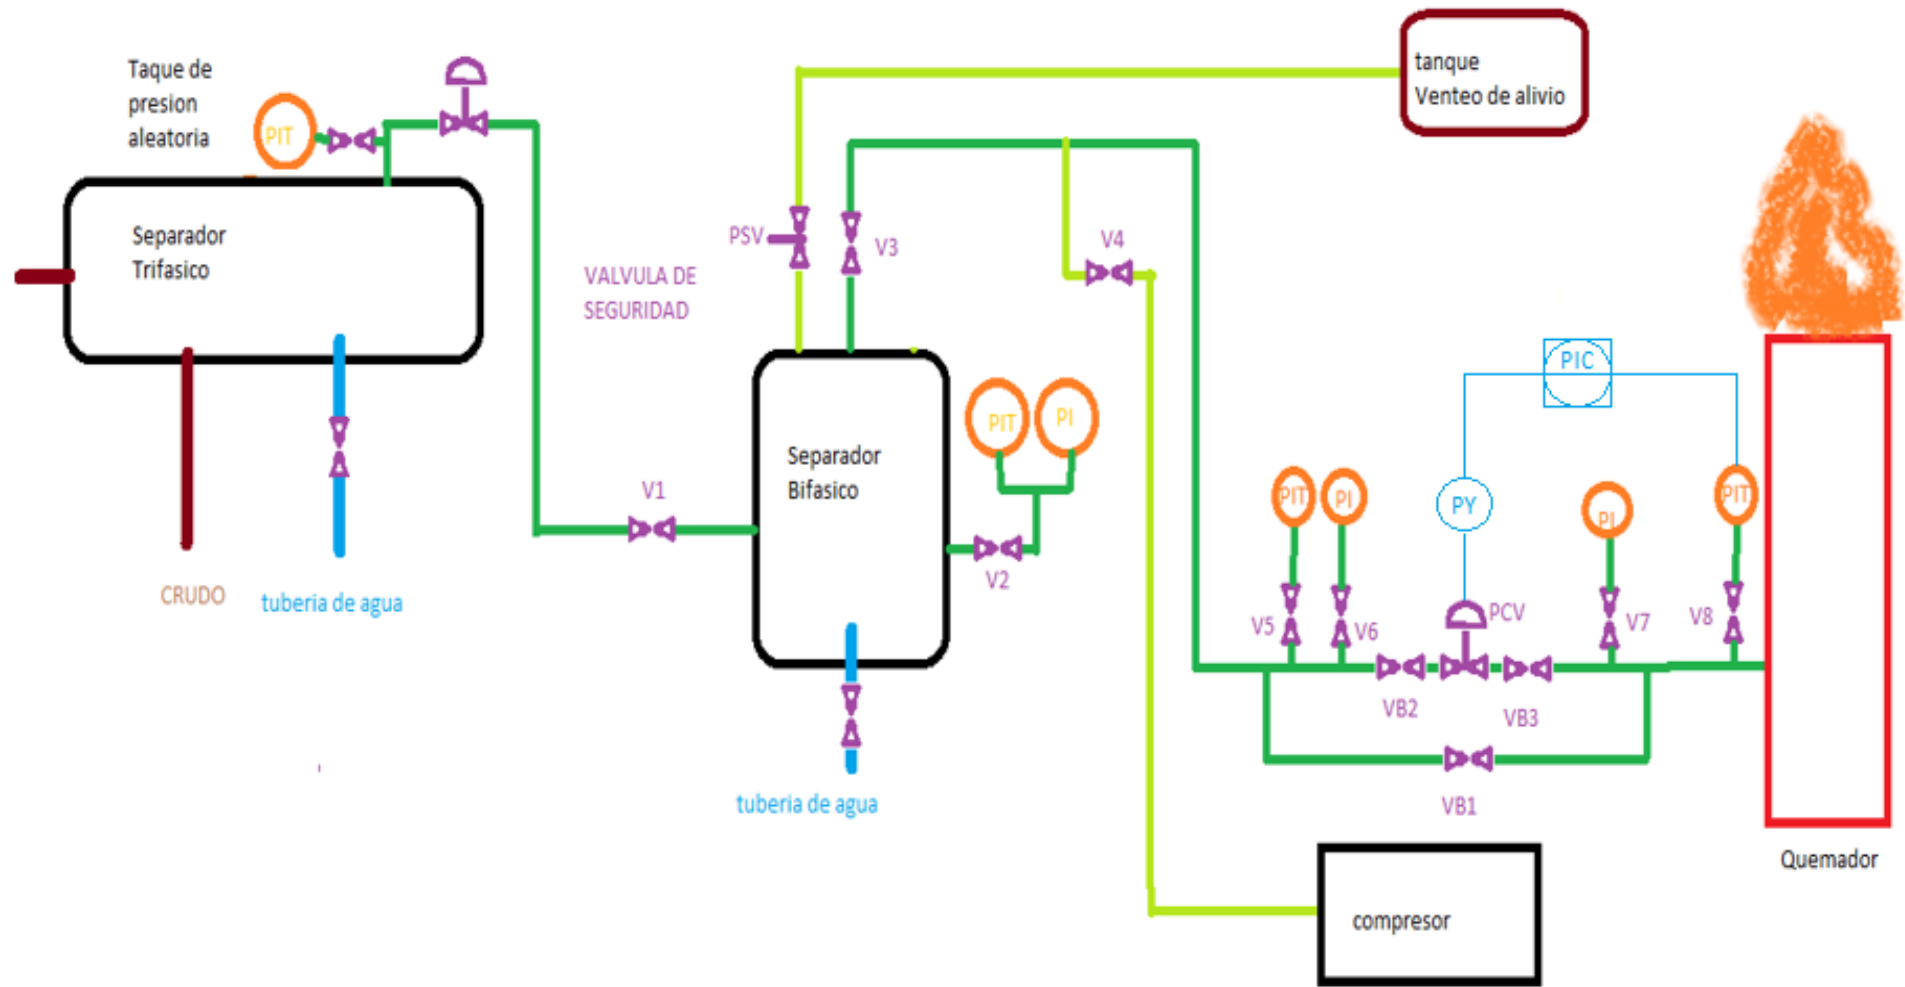 Taque de
presion
aleatoria
PIT
Separador
Trifasico
CRUDO
tuberia de agua
VALVULA DE
SEGURIDAD
V1
PSV
V3
tanque
Venteo de alivio
V4
Separador
Bifasico
PIT
PI
V2
tuberia de agua
PIC
PY
PIT
PI
PI
PIT
V5
V6
PCV
V7
V8
VB2
VB3
VB1
compresor
Quemador